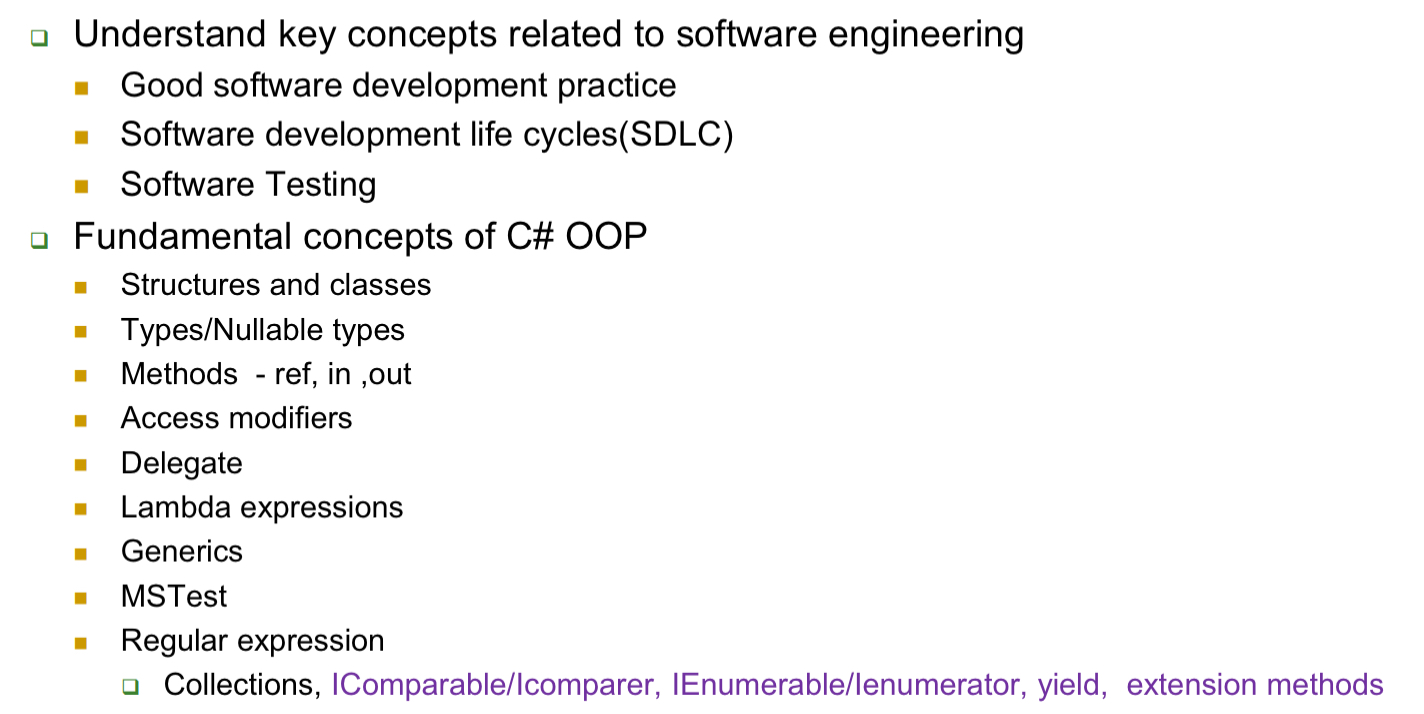 Understand key concepts related to software engineering
Good software development practice
Software development life cycles(SDLC)
Software Testing
Fundamental concepts of C# OOP
Structures and classes
Types/Nullable types
Methods  - ref, in ,out
Access modifiers
Delegate
Lambda expressions
Generics
MSTest
Regular expression
Collections, IComparable/Icomparer, IEnumerable/Ienumerator, yield,  extension methods